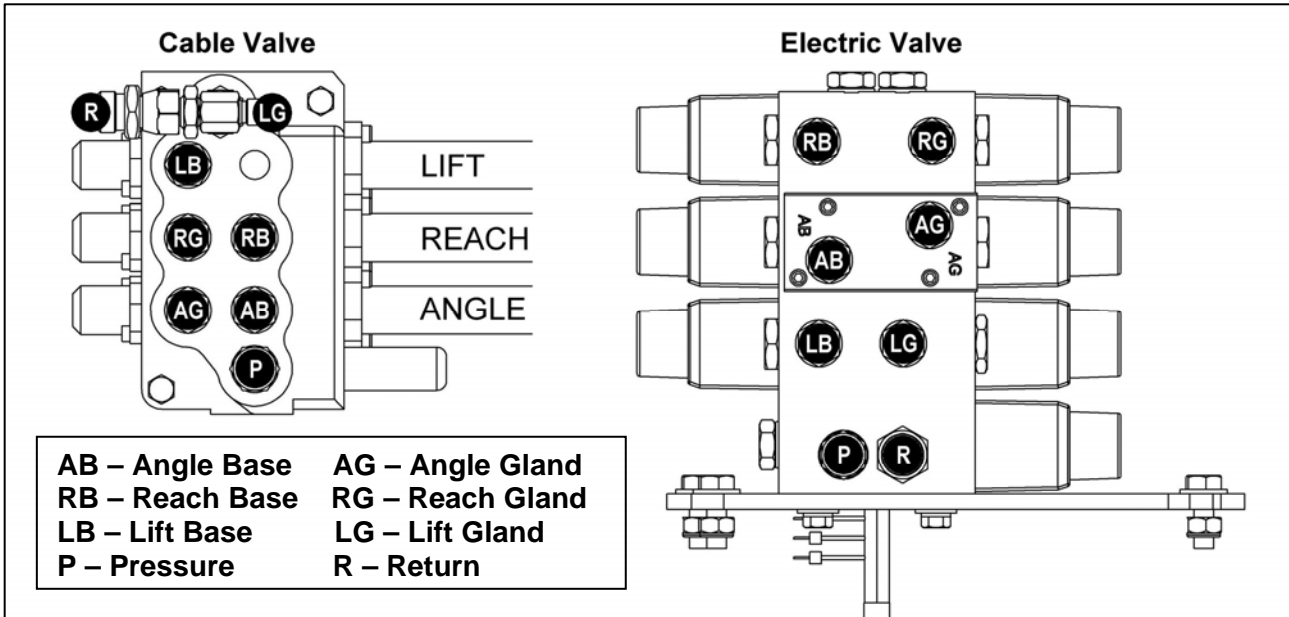 Cable Valve
R LG
LB
LIFT
RG RB
REACH
AG AB
ANGLE
P
Electric Valve
RB RG
AG
AB
AB
AG
LB LG
P R
AB – Angle Base AG – Angle Gland
RB – Reach Base RG – Reach Gland
LB – Lift Base LG – Lift Gland
P – Pressure R – Return